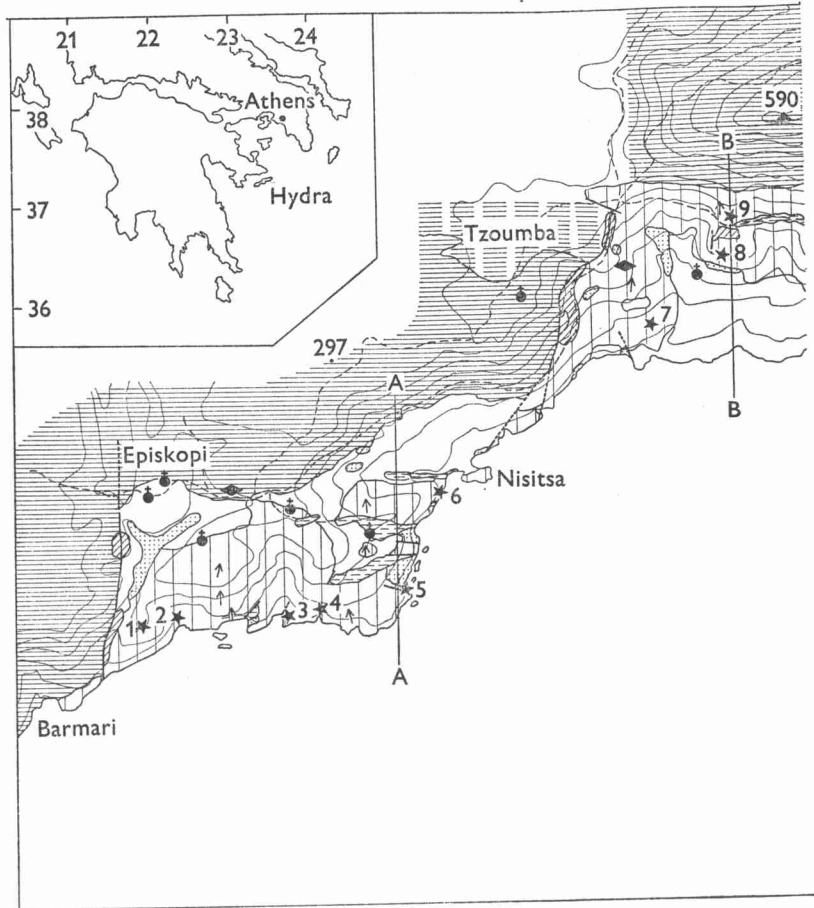 21 22 23 24
Athens
38
Hydra
37
36
590
B
9
Tzoumba
8
7
297
A
B
Episkopi
Nisitsa
6
5
1 2 3 4
A
Barmari